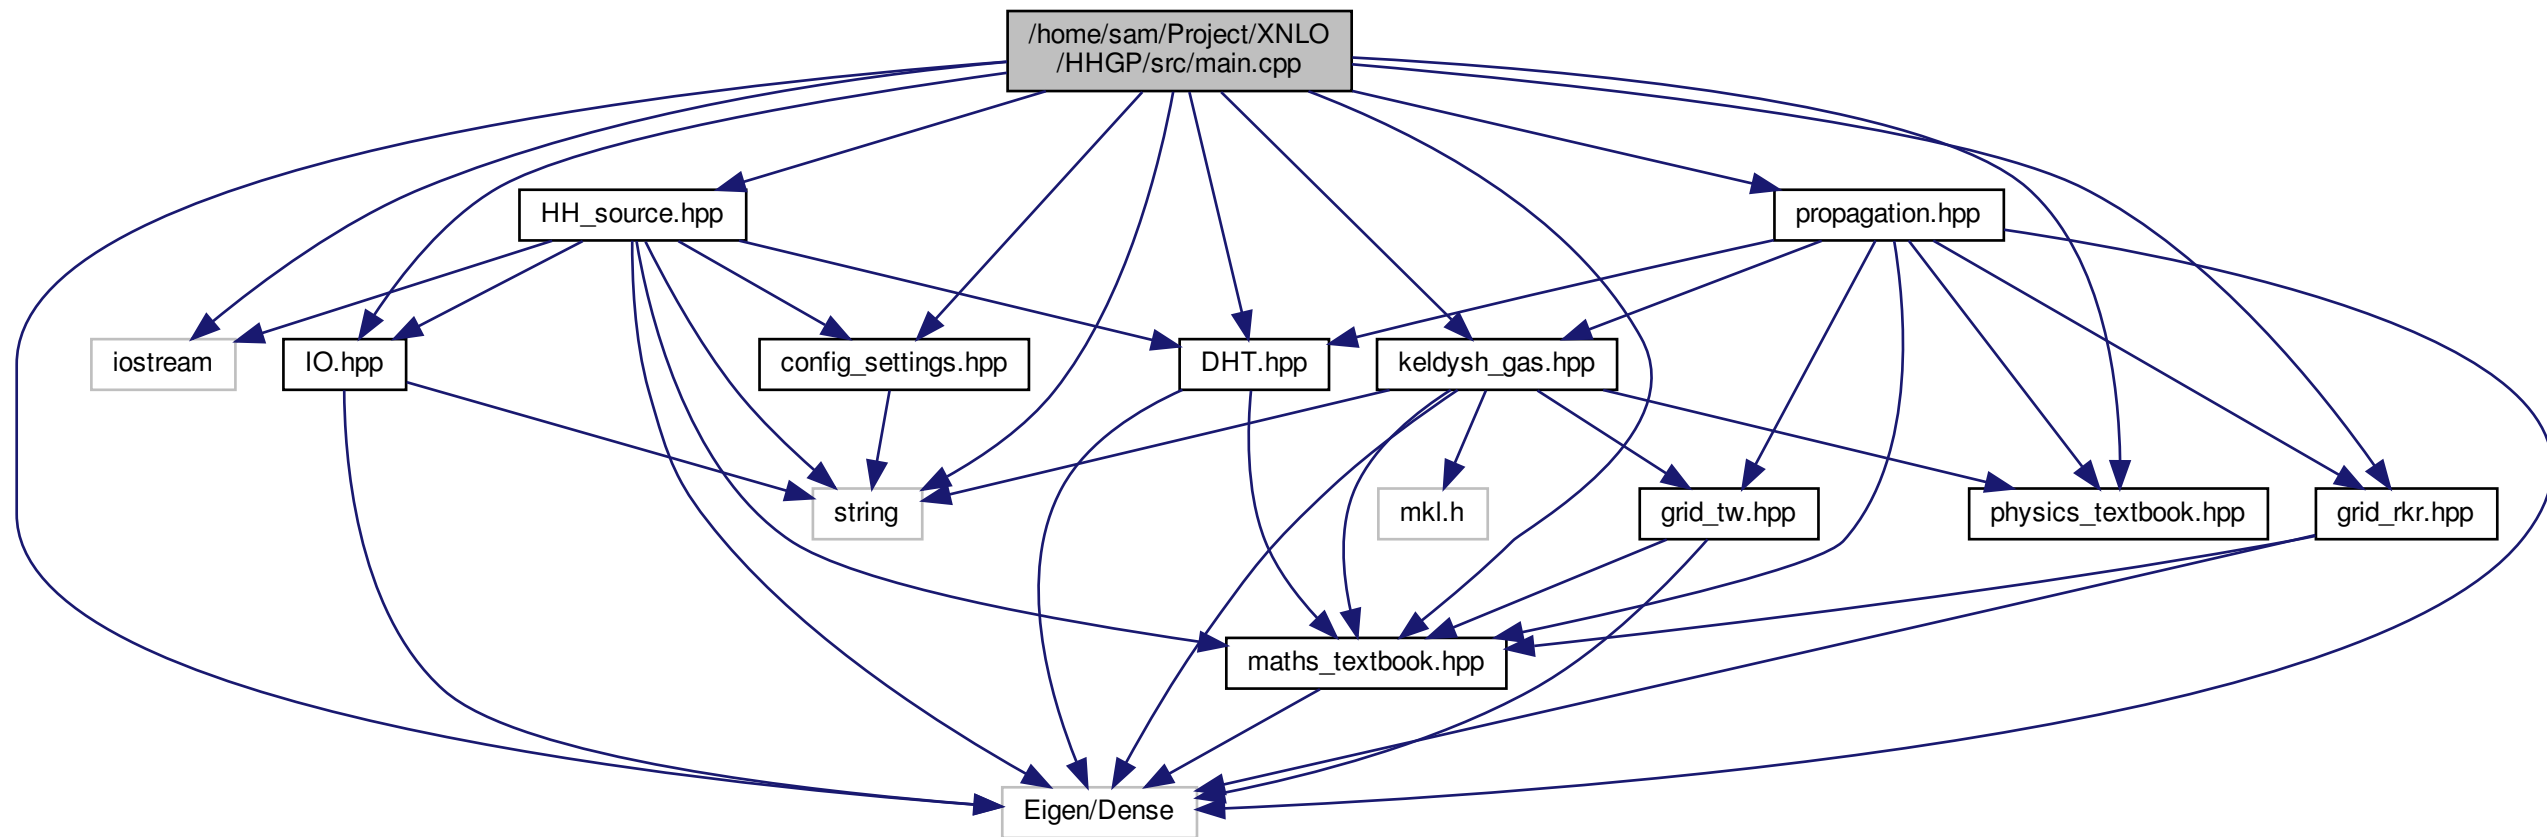 /home/sam/Project/XNLO
/HHGP/src/main.cpp
HH_source.hpp
propagation.hpp
iostream
IO.hpp
config_settings.hpp
DHT.hpp
keldysh_gas.hpp
string
mkl.h
grid_tw.hpp
physics_textbook.hpp
grid_rkr.hpp
maths_textbook.hpp
Eigen/Dense